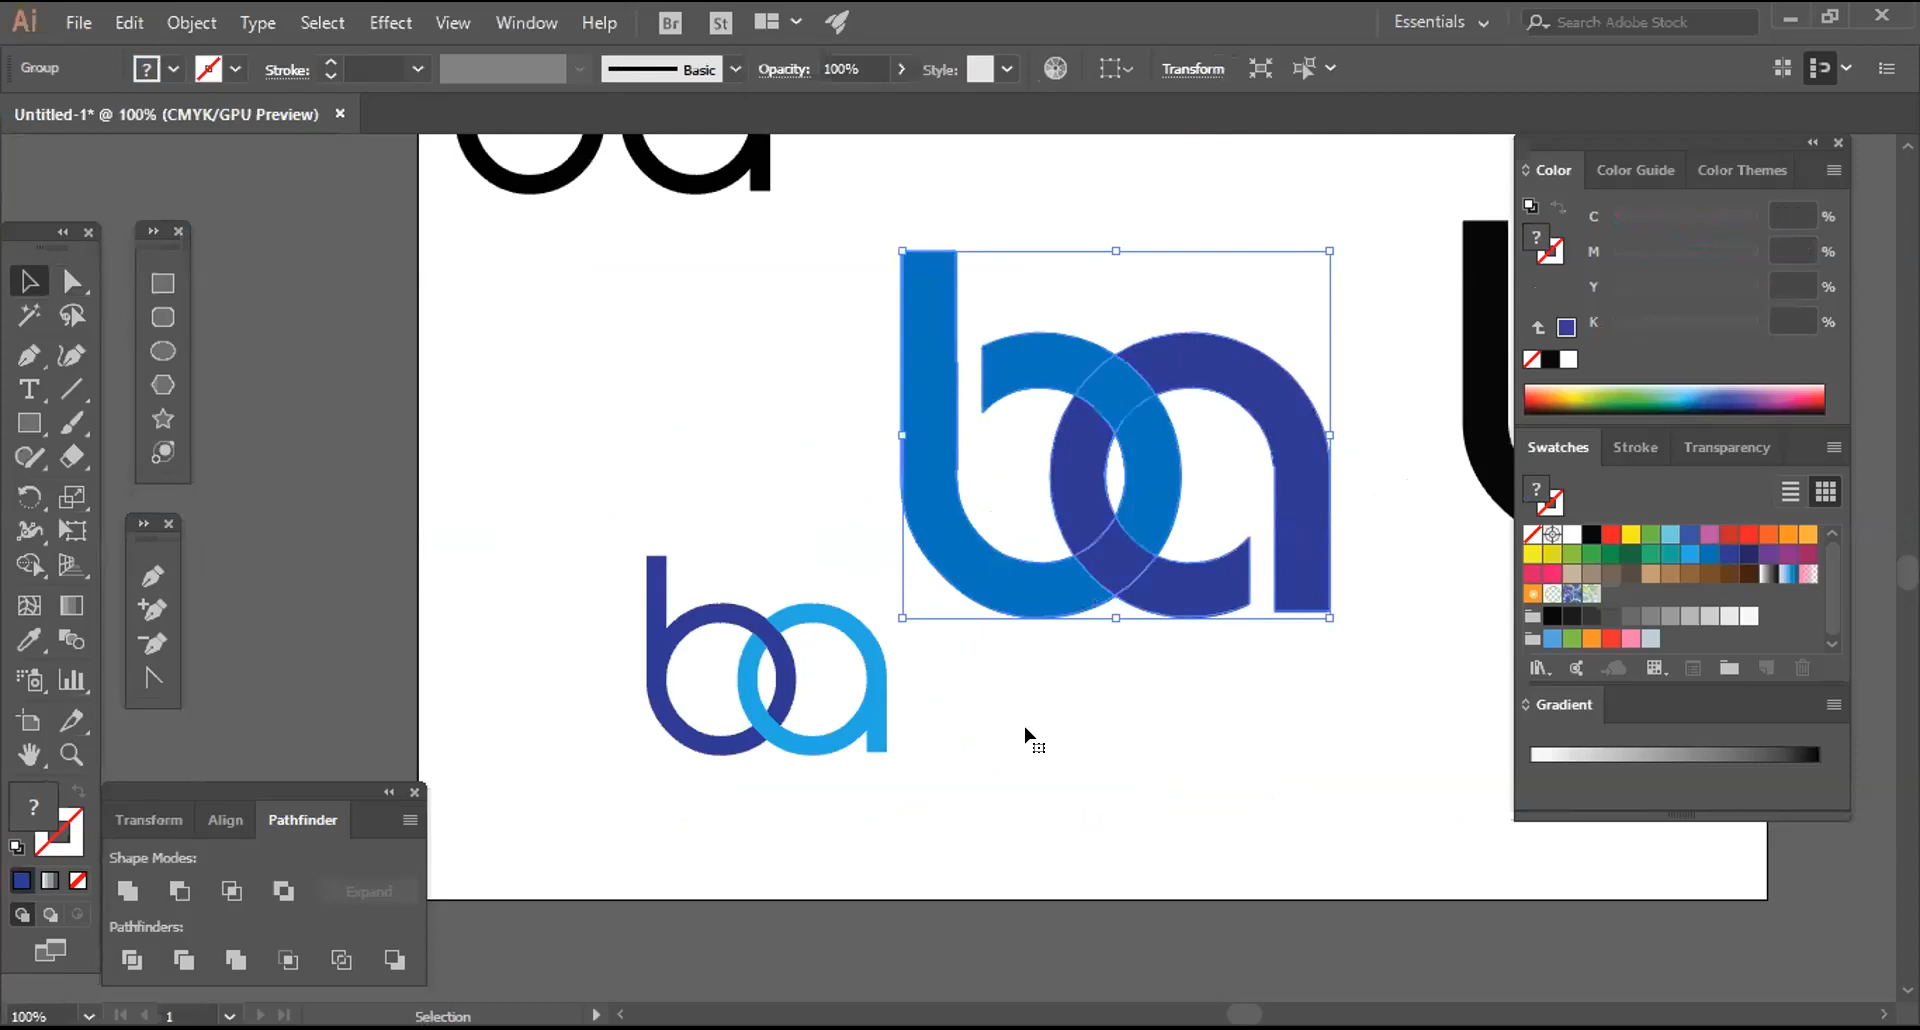 Ai File Edit Object Type Select Effect View Window Help Br St Essentials Search Adobe Stock
Group ? Stroke: Basic Opacity: 100% Style: Transform
Untitled-1* @ 100% (CMYK/GPU Preview)
ba
ba
ba
Color Color Guide Color Themes
C %
? M %
Y %
K %
Swatches Stroke Transparency
?
Gradient
T
?
Transform Align Pathfinder
Shape Modes:
Expand
Pathfinders:
100% 1 Selection